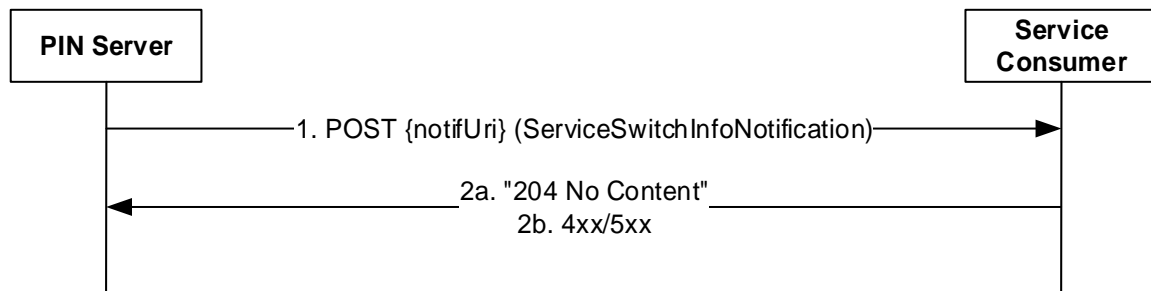 PIN Server
Service
Consumer
1. POST {notifUri} (ServiceSwitchInfoNotification)
2a. "204 No Content"
2b. 4xx/5xx